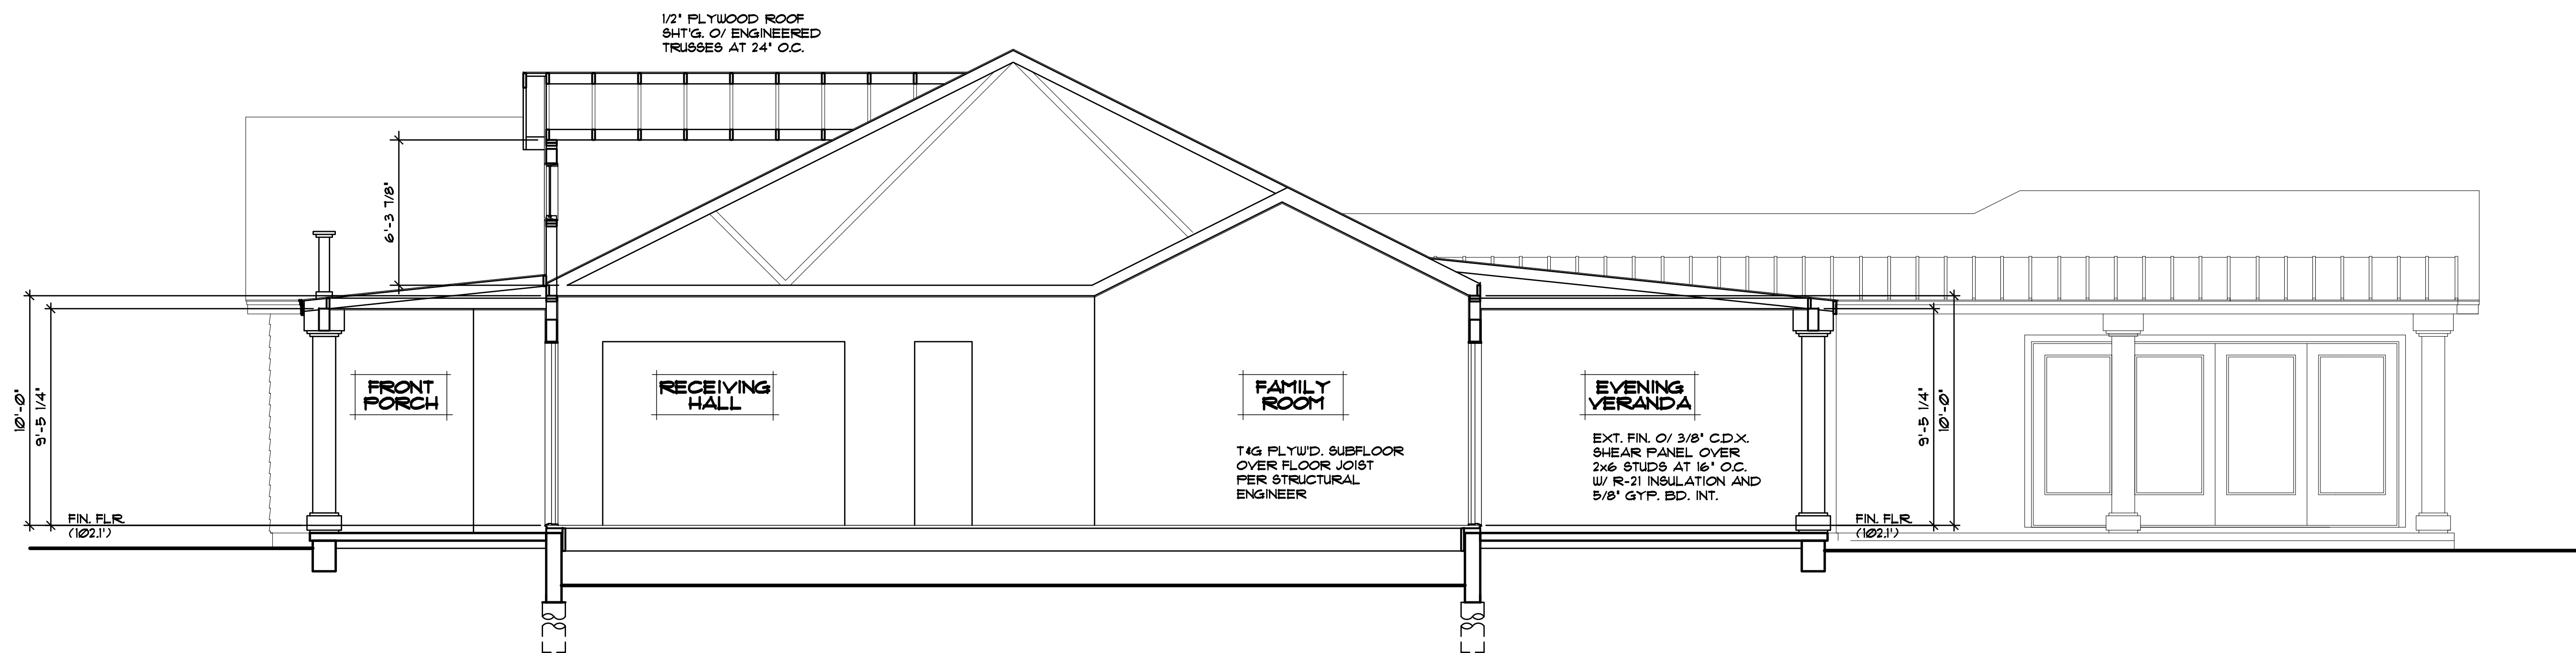 1/2" PLYWOOD ROOF
SHT'G. O/ ENGINEERED
TRUSSES AT 24" O.C.
6'-3 7/8"
10'-0"
9'-5 1/4"
FRONT
PORCH
RECEIVING
HALL
FAMILY
ROOM
EVENING
VERANDA
T&G PLYW'D. SUBFLOOR
OVER FLOOR JOIST
PER STRUCTURAL
ENGINEER
EXT. FIN. O/ 3/8" C.D.X.
SHEAR PANEL OVER
2x6 STUDS AT 16" O.C.
W/ R-21 INSULATION AND
5/8" GYP. BD. INT.
9'-5 1/4"
10'-0"
FIN. FLR
(102.1')
FIN. FLR
(102.1')